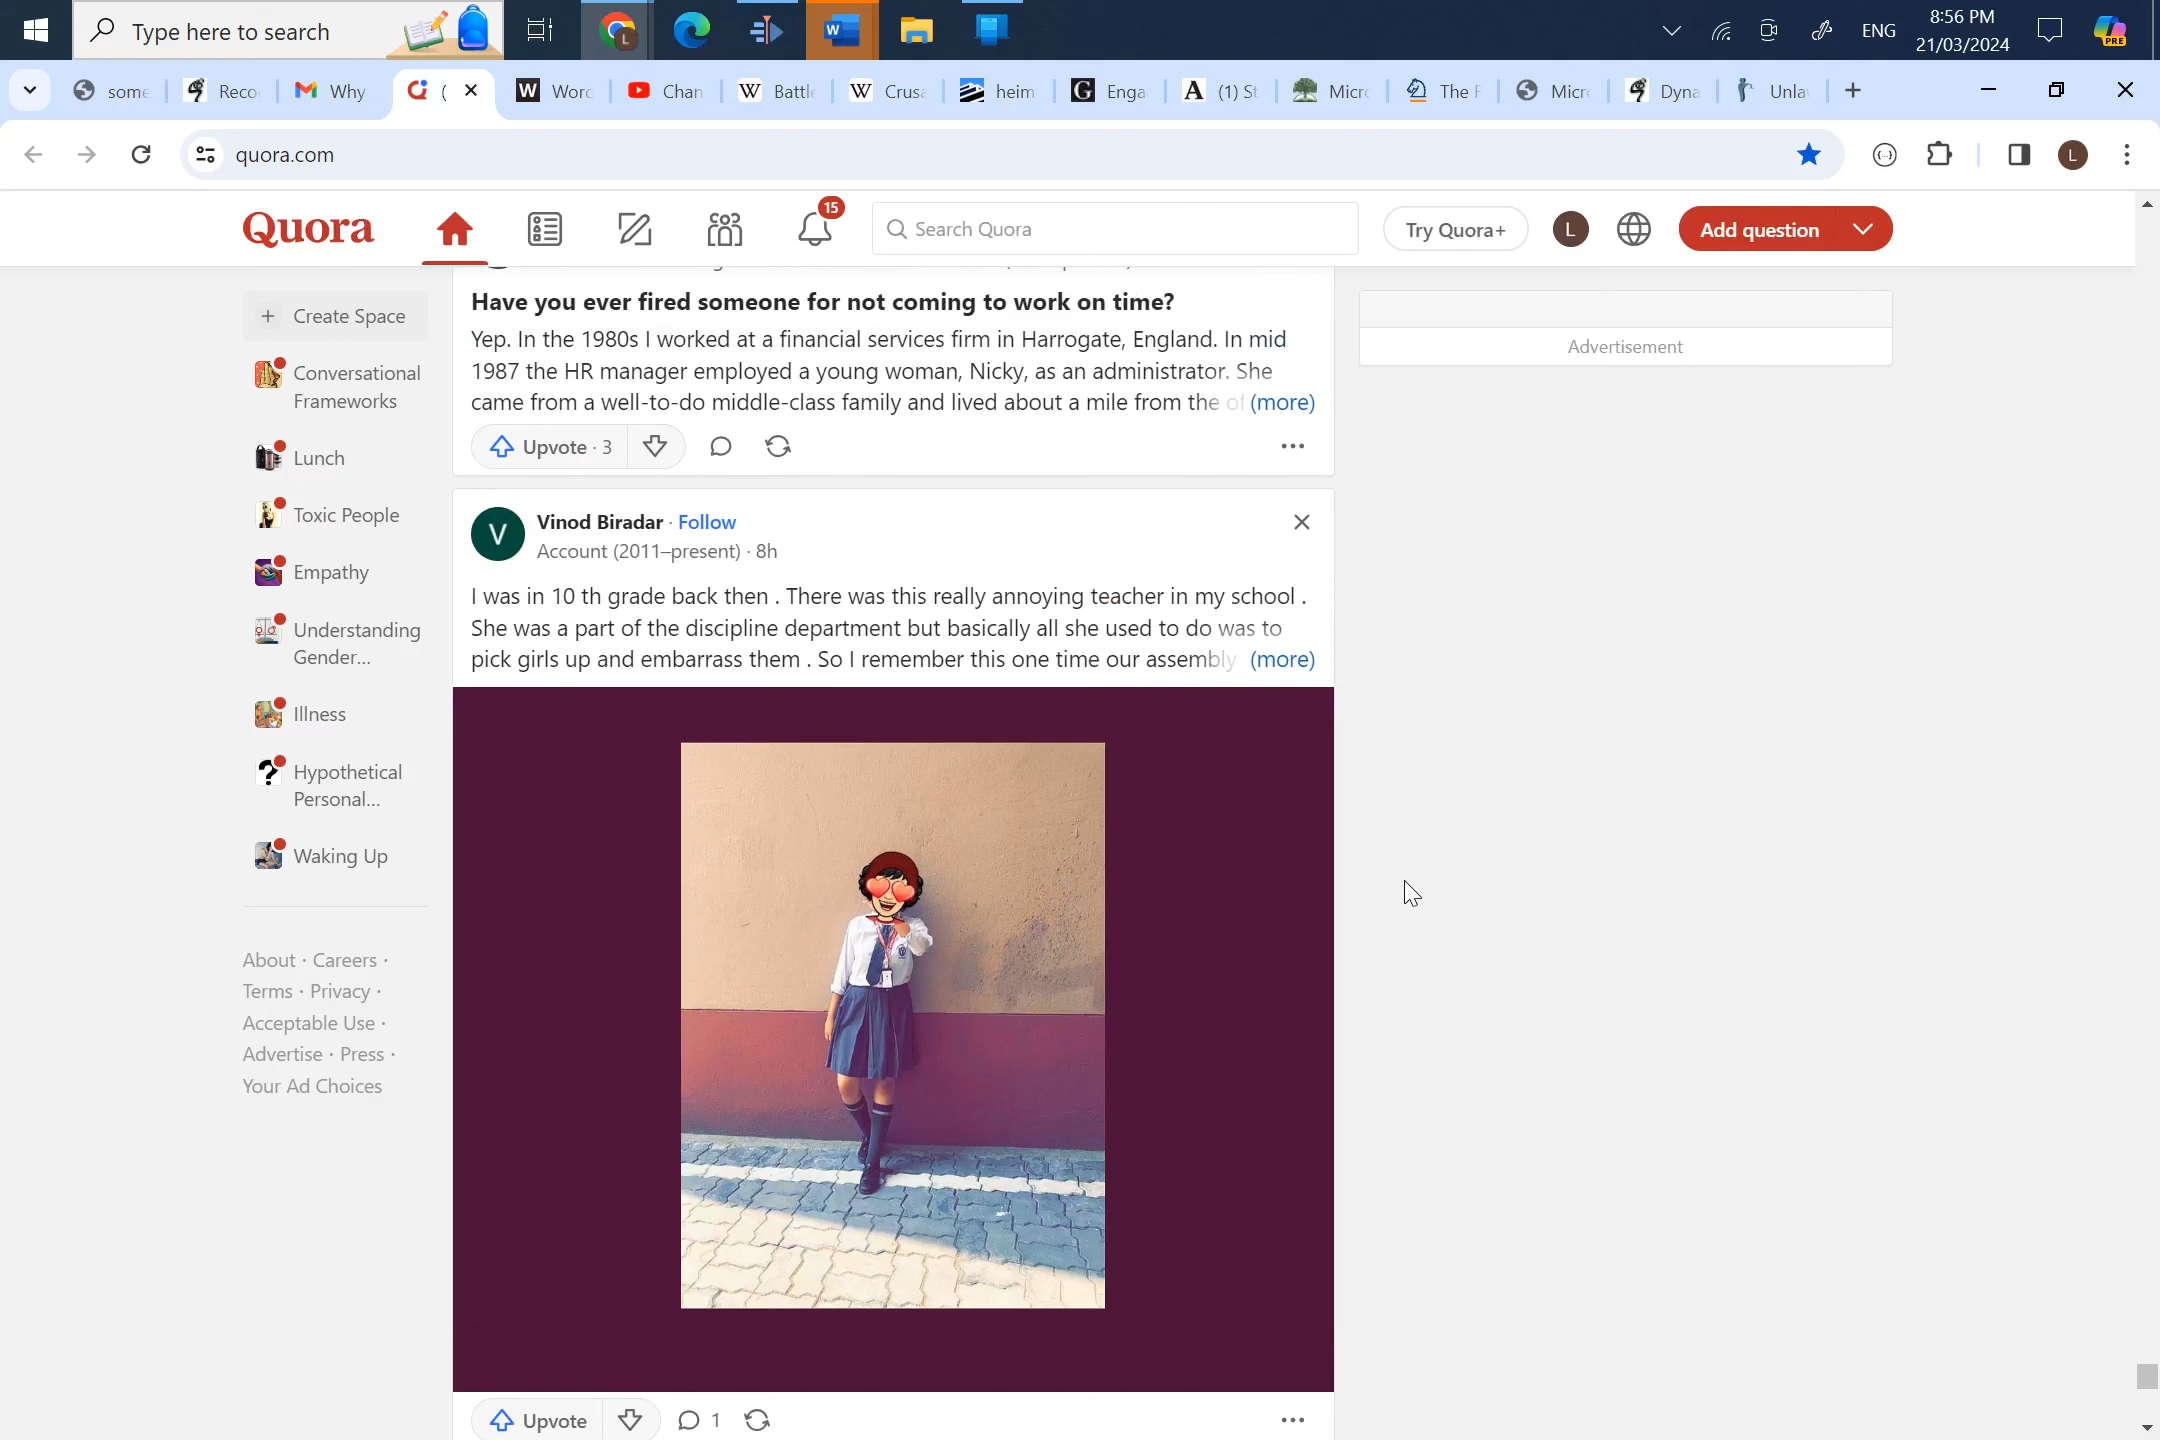 Type here to search
ENG
8:56 PM
21/03/2024
PRE
some
Reco
Why
(
Word
Chan
Battle
Crusa
heim
Enga
(1) St
Micro
The F
Micro
Dyna
Unla
quora.com
L
Quora
15
Search Quora
Try Quora+
L
Add question
Create Space
Conversational
Frameworks
Lunch
Toxic People
Empathy
Understanding
Gender...
Illness
Hypothetical
Personal...
Waking Up
About · Careers ·
Terms · Privacy ·
Acceptable Use ·
Advertise · Press ·
Your Ad Choices
Have you ever fired someone for not coming to work on time?
Yep. In the 1980s I worked at a financial services firm in Harrogate, England. In mid
1987 the HR manager employed a young woman, Nicky, as an administrator. She
came from a well-to-do middle-class family and lived about a mile from the of (more)
Upvote · 3
V
Vinod Biradar · Follow
Account (2011–present) · 8h
I was in 10 th grade back then . There was this really annoying teacher in my school .
She was a part of the discipline department but basically all she used to do was to
pick girls up and embarrass them . So I remember this one time our assembly (more)
Upvote
1
Advertisement